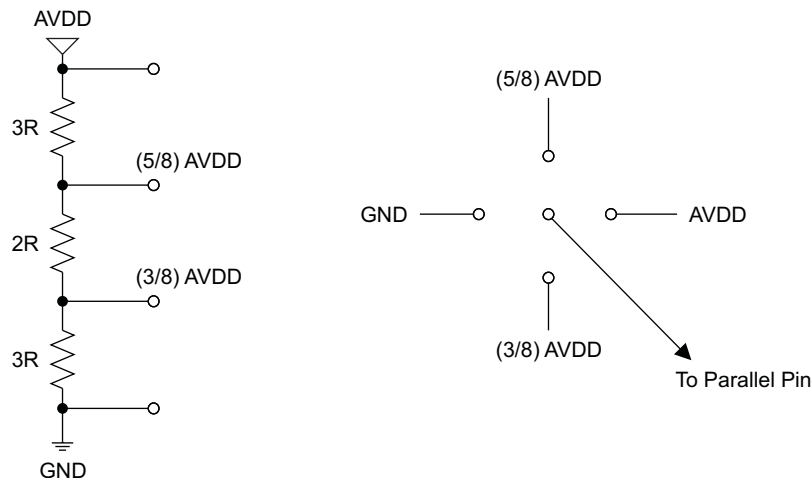 AVDD
3R
(5/8) AVDD
2R
(3/8) AVDD
3R
GND
(5/8) AVDD
GND
AVDD
(3/8) AVDD
To Parallel Pin